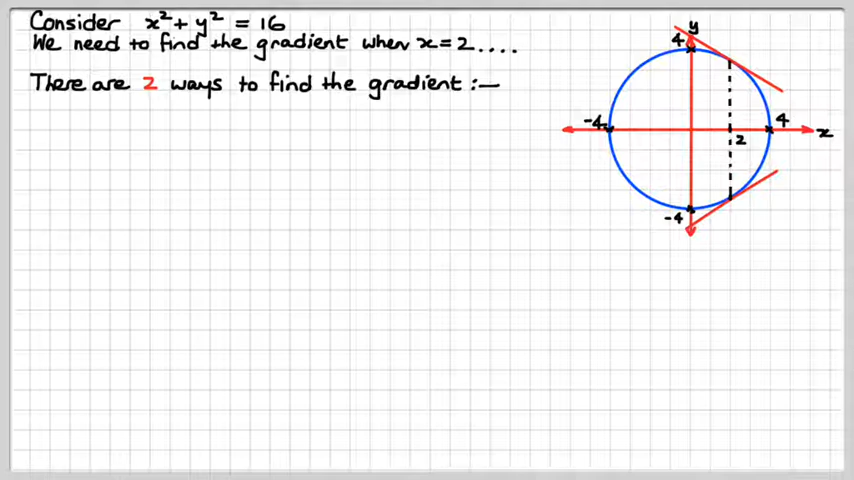 Consider x² + y² = 16
We need to find the gradient when x = 2 ....
There are 2 ways to find the gradient :—
y
4
-4
4
x
2
-4